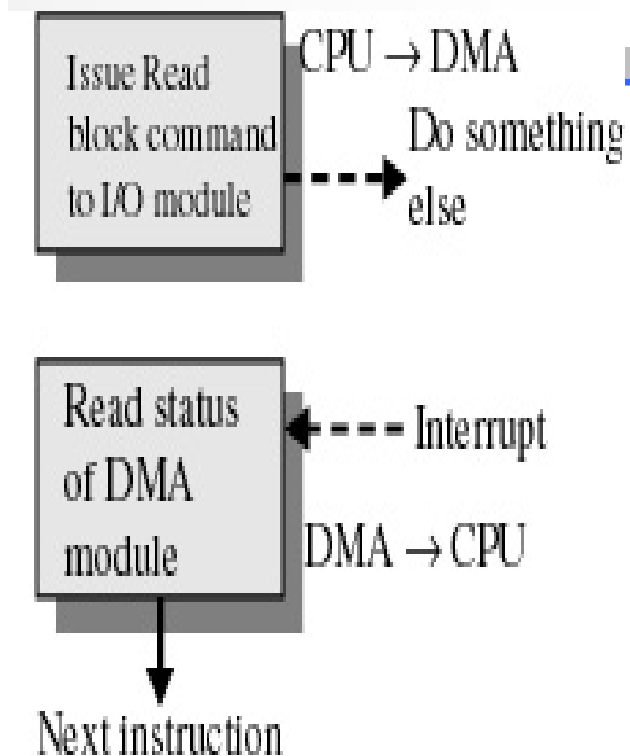 Issue Read
block command
to I/O module
CPU → DMA
Do something
else
Read status
of DMA
module
Interrupt
DMA → CPU
Next instruction